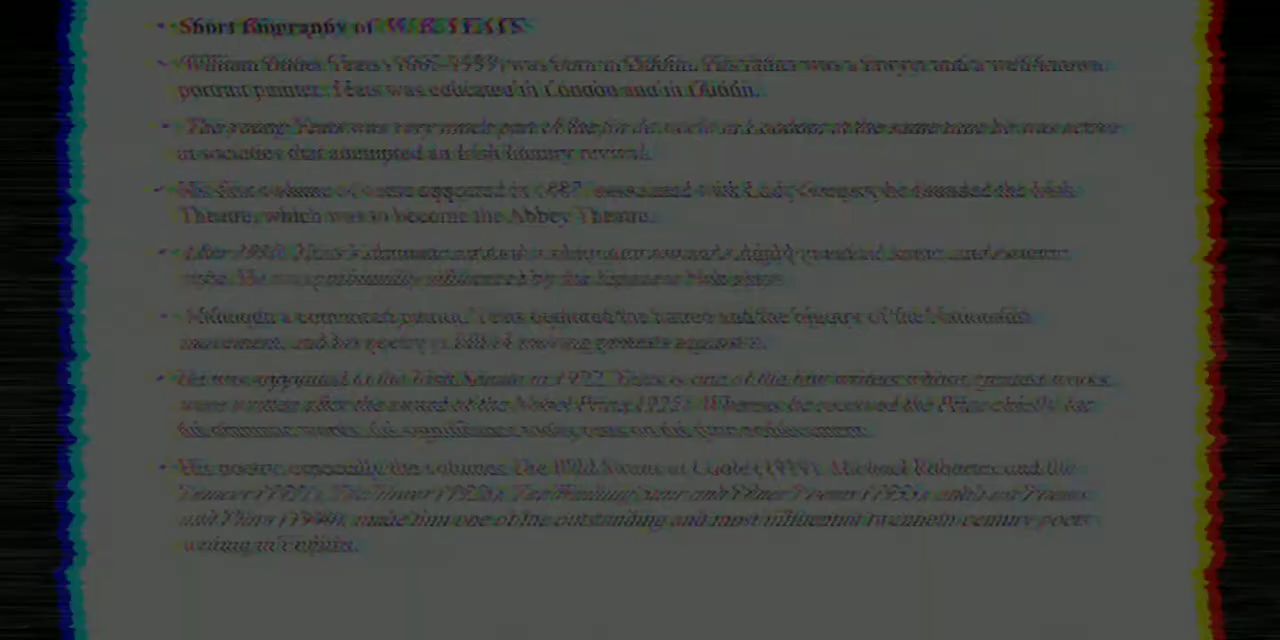 Short Biography of W.B. YEATS
William Butler Yeats (1865-1939) was born in Dublin. His father was a lawyer and a well-known
portrait painter. Yeats was educated in London and in Dublin.
The young Yeats was very much part of the fin de siècle in London; at the same time he was active
in societies that attempted an Irish literary revival.
His first volume of verse appeared in 1887 with Lady Gregory he founded the Irish
Theatre, which was to become the Abbey Theatre.
After 1910, Yeats's dramatic art took a sharp turn toward a highly poetical, static, and esoteric
style. He was influenced by the Japanese Noh plays.
Although a convinced patriot, Yeats deplored the hatred and the bigotry of the Nationalist
movement, and his poetry is full of moving protests against it.
He was appointed to the Irish Senate in 1922. Yeats is one of the few writers whose greatest works
were written after the award of the Nobel Prize (1923). Whereas he received the Prize chiefly for
his dramatic works, his significance today rests on his lyric achievement.
His poetry, especially the volumes The Wild Swans at Coole (1919), Michael Robartes and the
Dancer (1921), The Tower (1928), The Winding Stair and Other Poems (1933), and Last Poems
and Plays (1940), made him one of the outstanding and most influential twentieth-century poets
writing in English.